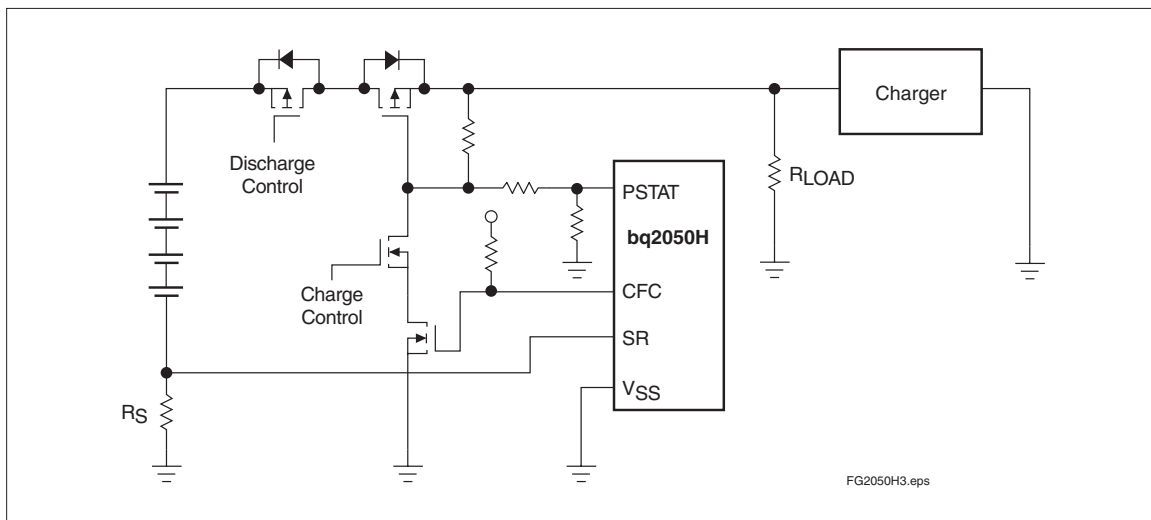 Charger
Discharge
Control
PSTAT
RLOAD
bq2050H
Charge
Control
CFC
SR
VSS
RS
FG2050H3.eps